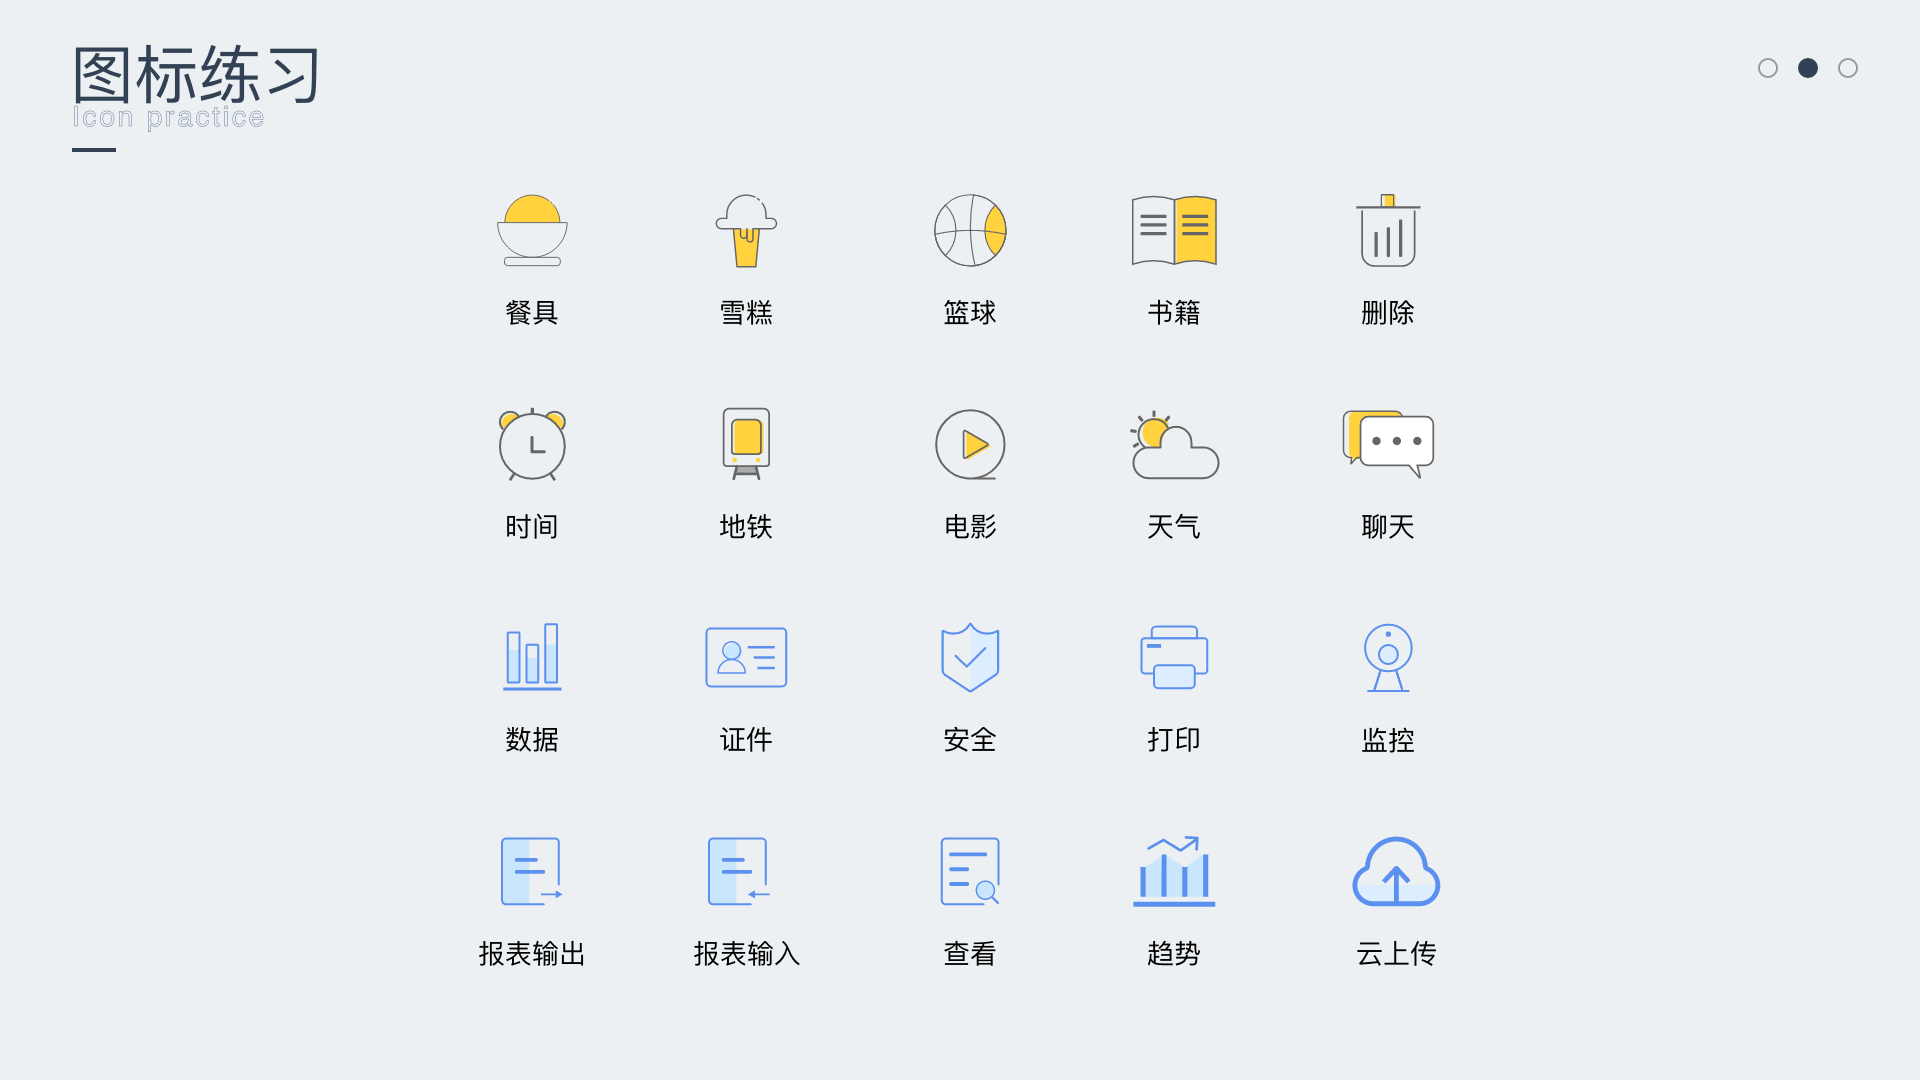 图标练习
Icon practice
餐具
雪糕
篮球
书籍
删除
时间
地铁
电影
天气
聊天
数据
证件
安全
打印
监控
报表输出
报表输入
查看
趋势
云上传